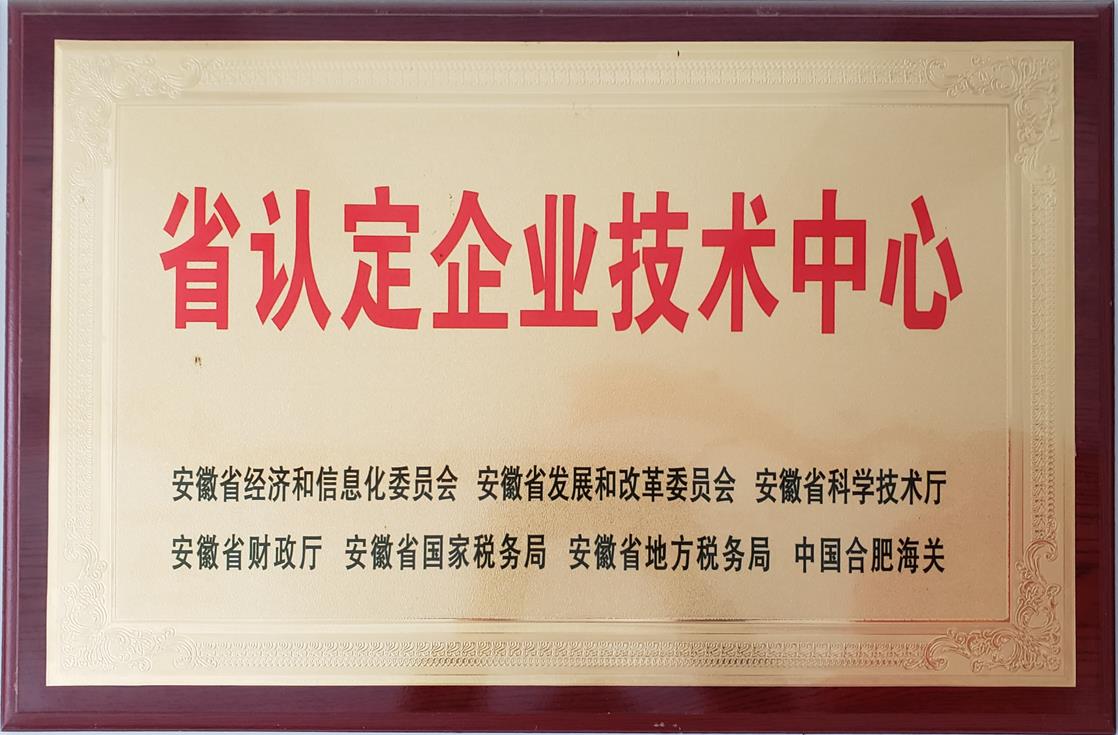 省认定企业技术中心
安徽省经济和信息化委员会 安徽省发展和改革委员会 安徽省科学技术厅
安徽省财政厅 安徽省国家税务局 安徽省地方税务局 中国合肥海关